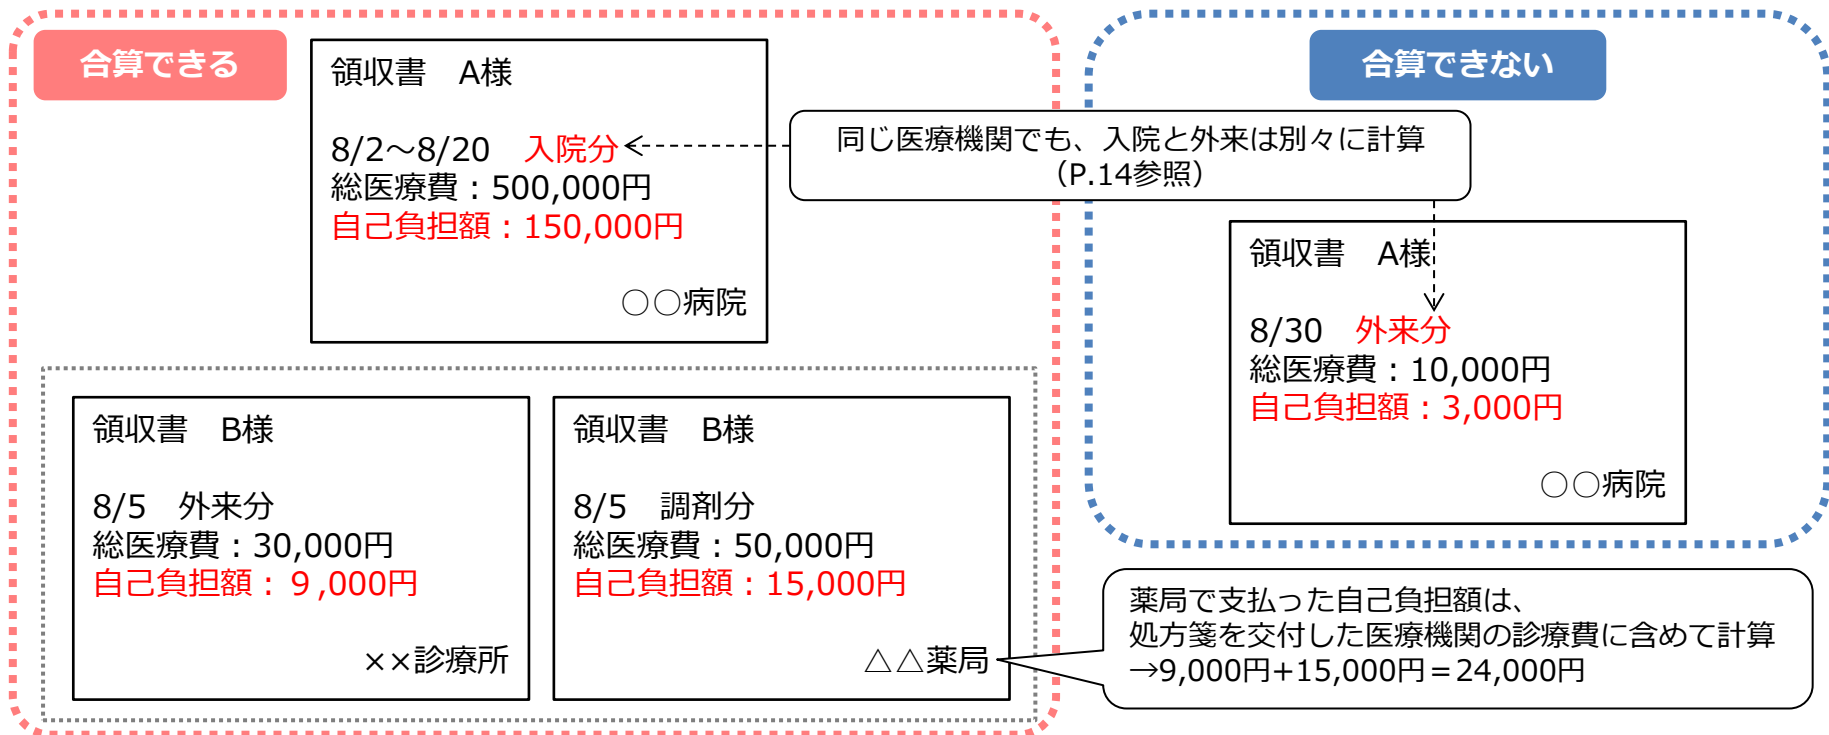 合算できる
領収書　A様
8/2～8/20　入院分
総医療費：500,000円
自己負担額：150,000円
○○病院
領収書　B様
8/5　外来分
総医療費：30,000円
自己負担額：９,000円
××診療所
領収書　B様
8/5　調剤分
総医療費：50,000円
自己負担額：15,000円
△△薬局
同じ医療機関でも、入院と外来は別々に計算
（P.14参照）
合算できない
領収書　A様
8/30　外来分
総医療費：10,000円
自己負担額：3,000円
○○病院
薬局で支払った自己負担額は、
処方箋を交付した医療機関の診療費に含めて計算
→9,000円+15,000円＝24,000円